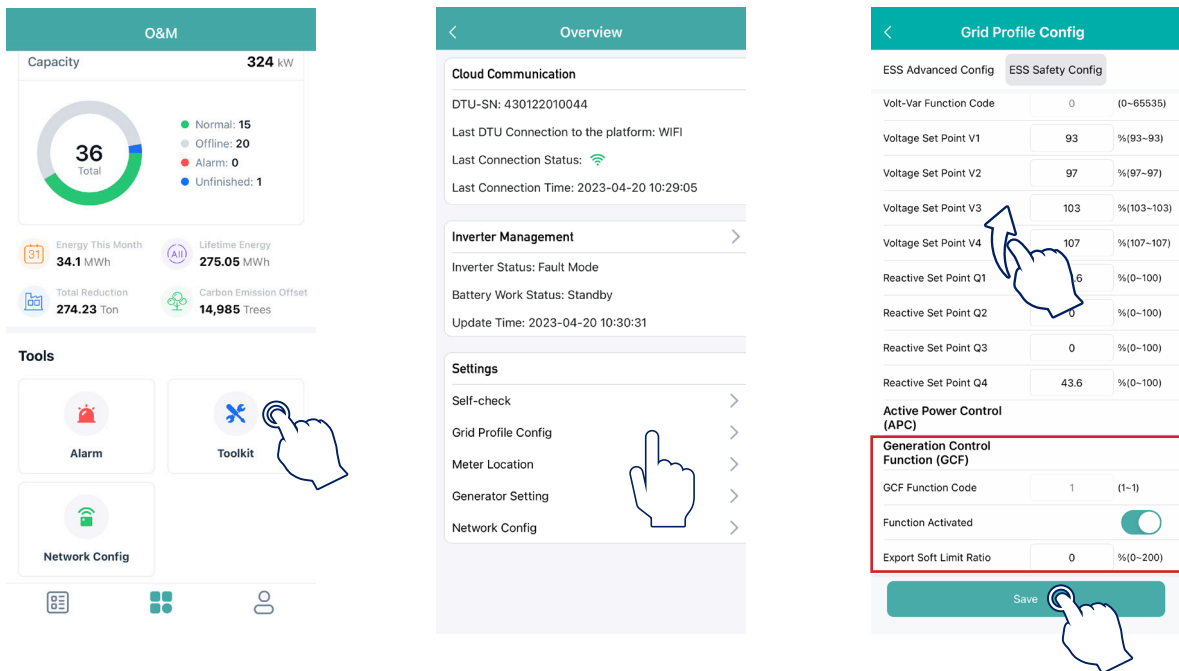 O&M
Capacity 324 kW
36
Total
Normal: 15
Offline: 20
Alarm: 0
Unfinished: 1
31
Energy This Month
34.1 MWh
All
Lifetime Energy
275.05 MWh
Total Reduction
274.23 Ton
Carbon Emission Offset
14,985 Trees
Tools
Alarm
Toolkit
Network Config
Overview
Cloud Communication
DTU-SN: 430122010044
Last DTU Connection to the platform: WIFI
Last Connection Status:
Last Connection Time: 2023-04-20 10:29:05
Inverter Management
Inverter Status: Fault Mode
Battery Work Status: Standby
Update Time: 2023-04-20 10:30:31
Settings
Self-check
Grid Profile Config
Meter Location
Generator Setting
Network Config
Grid Profile Config
ESS Advanced Config ESS Safety Config
Volt-Var Function Code 0 (0~65535)
Voltage Set Point V1 93 %(93~93)
Voltage Set Point V2 97 %(97~97)
Voltage Set Point V3 103 %(103~103)
Voltage Set Point V4 107 %(107~107)
Reactive Set Point Q1 .6 %(0~100)
Reactive Set Point Q2 0 %(0~100)
Reactive Set Point Q3 0 %(0~100)
Reactive Set Point Q4 43.6 %(0~100)
Active Power Control
(APC)
Generation Control
Function (GCF)
GCF Function Code 1 (1~1)
Function Activated
Export Soft Limit Ratio 0 %(0~200)
Save